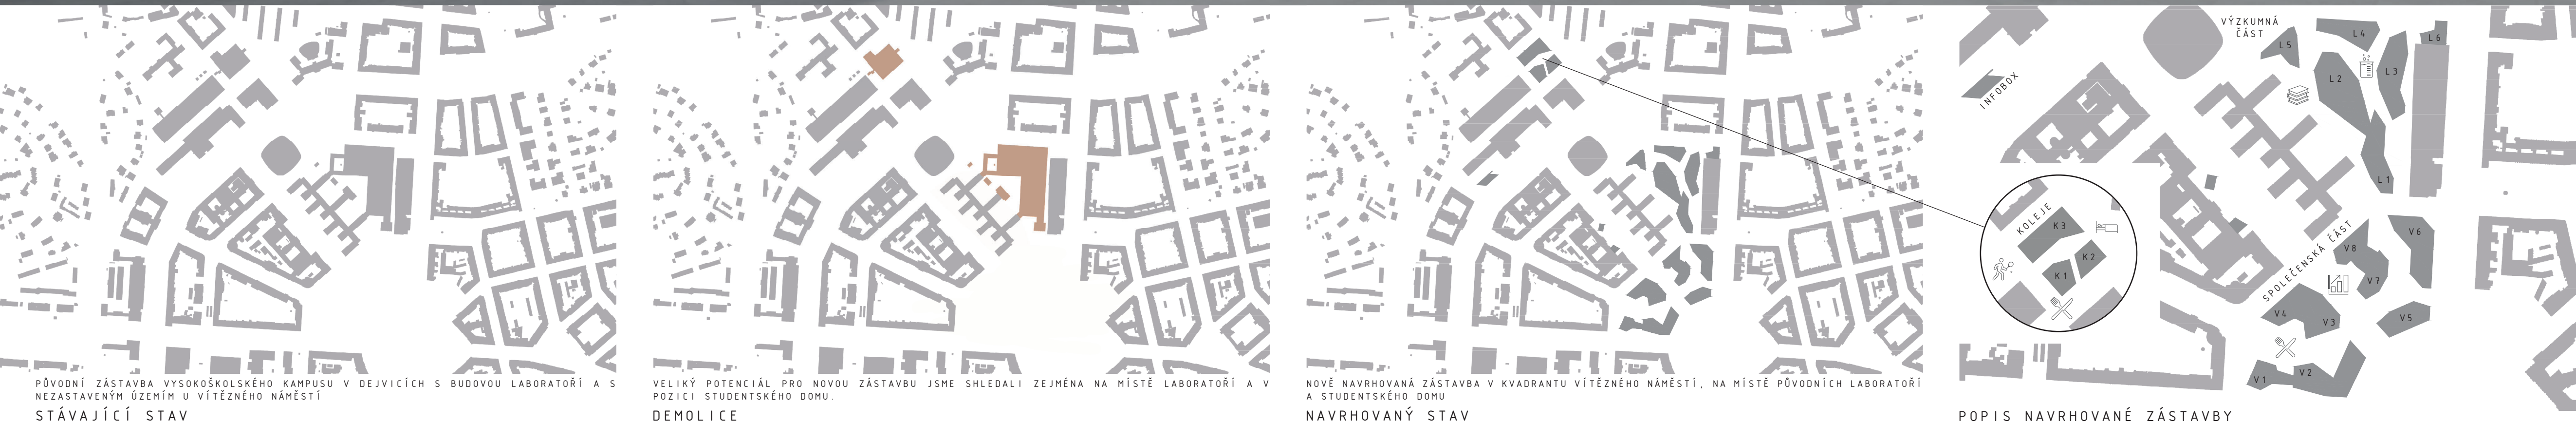 PŮVODNÍ ZÁSTAVBA VYSOKOŠKOLSKÉHO KAMPUSU V DEJVICÍCH S BUDOVOU LABORATOŘÍ A S
NEZASTAVENÝM ÚZEMÍM U VÍTĚZNÉHO NÁMĚSTÍ
STÁVAJÍCÍ STAV
VELIKÝ POTENCIÁL PRO NOVOU ZÁSTAVBU JSME SHLEDALI ZEJMÉNA NA MÍSTĚ LABORATOŘÍ A V
POZICI STUDENTSKÉHO DOMU.
DEMOLICE
NOVĚ NAVRHOVANÁ ZÁSTAVBA V KVADRANTU VÍTĚZNÉHO NÁMĚSTÍ, NA MÍSTĚ PŮVODNÍCH LABORATOŘÍ
A STUDENTSKÉHO DOMU
NAVRHOVANÝ STAV
VÝZKUMNÁ
ČÁST
L5
L4
L6
L2
L3
INFOBOX
L1
KOLEJE
K3
K2
K1
SPOLEČENSKÁ ČÁST
V6
V8
V7
V4
V3
V5
V1
V2
POPIS NAVRHOVANÉ ZÁSTAVBY